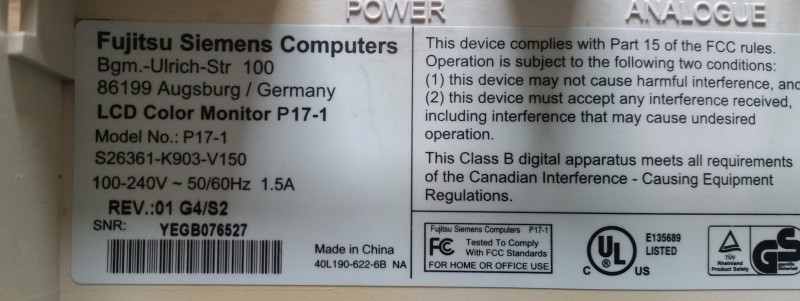 POWER
ANALOGUE
Fujitsu Siemens Computers
Bgm.-Ulrich-Str 100
86199 Augsburg / Germany
LCD Color Monitor P17-1
Model No.: P17-1
S26361-K903-V150
100-240V ~ 50/60Hz 1.5A
REV.:01 G4/S2
SNR: YEGB076527
Made in China
40L190-622-6B NA
This device complies with Part 15 of the FCC rules.
Operation is subject to the following two conditions:
(1) this device may not cause harmful interference, and
(2) this device must accept any interference received,
including interference that may cause undesired
operation.
This Class B digital apparatus meets all requirements
of the Canadian Interference - Causing Equipment
Regulations.
Fujitsu Siemens Computers P17-1
FC Tested To Comply
With FCC Standards
FOR HOME OR OFFICE USE
C UL US
E135689
LISTED
TÜV
Rheinland
Product Safety
GS